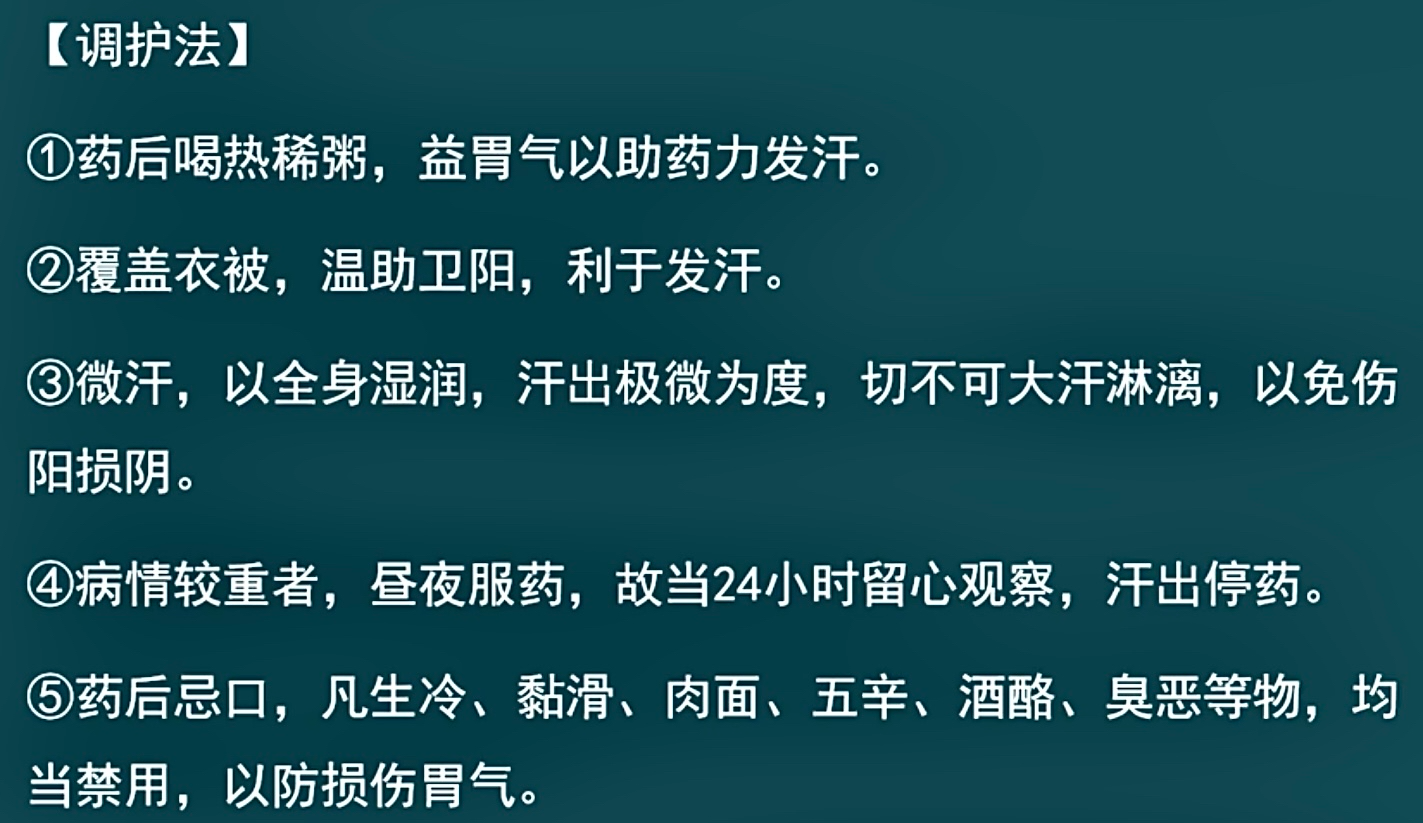 【调护法】
①药后喝热稀粥，益胃气以助药力发汗。
②覆盖衣被，温助卫阳，利于发汗。
③微汗，以全身湿润，汗出极微为度，切不可大汗淋漓，以免伤
阳损阴。
④病情较重者，昼夜服药，故当24小时留心观察，汗出停药。
⑤药后忌口，凡生冷、黏滑、肉面、五辛、酒酪、臭恶等物，均
当禁用，以防损伤胃气。